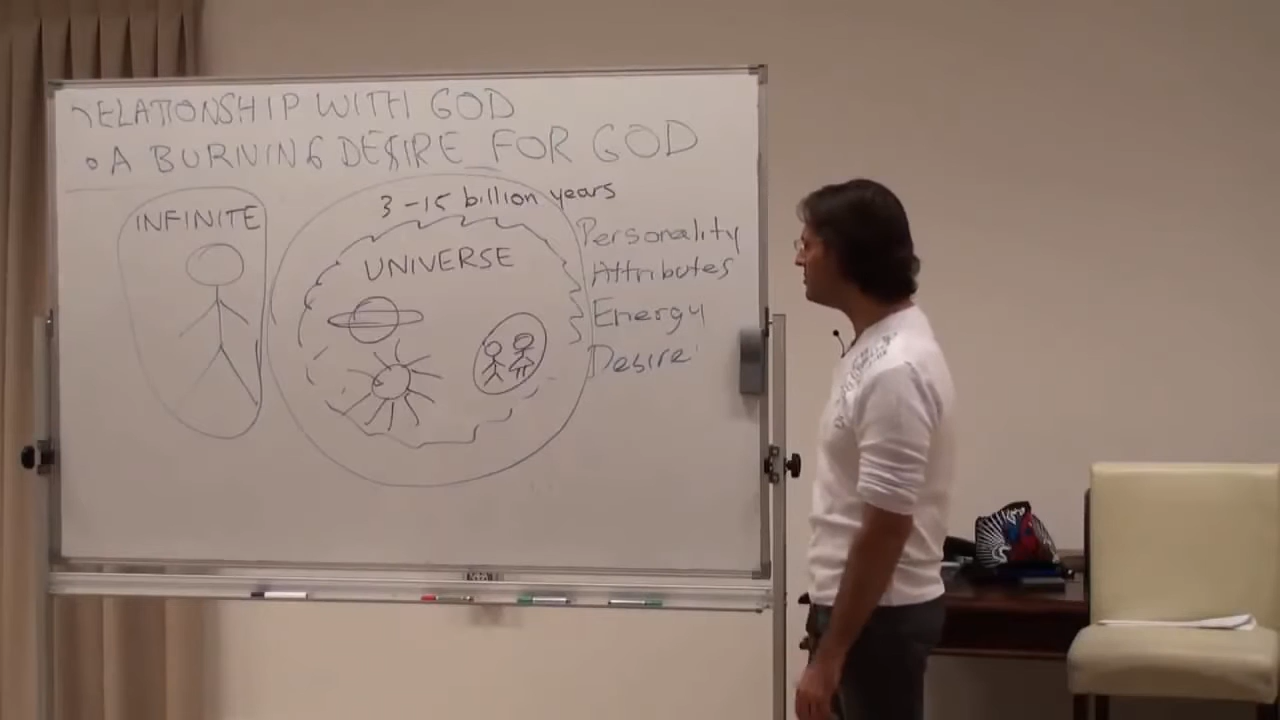 RELATIONSHIP WITH GOD
• A BURNING DESIRE FOR GOD
INFINITE
3-15 billion years
UNIVERSE
Personality
Attributes
Energy
Desire